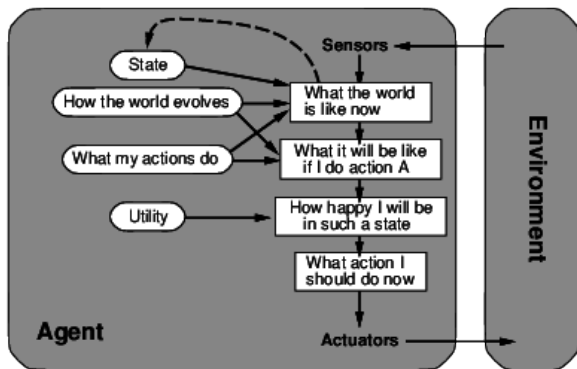 Sensors
State
What the world
is like now
How the world evolves
What it will be like
if I do action A
What my actions do
How happy I will be
in such a state
Utility
What action I
should do now
Agent
Actuators
Environment